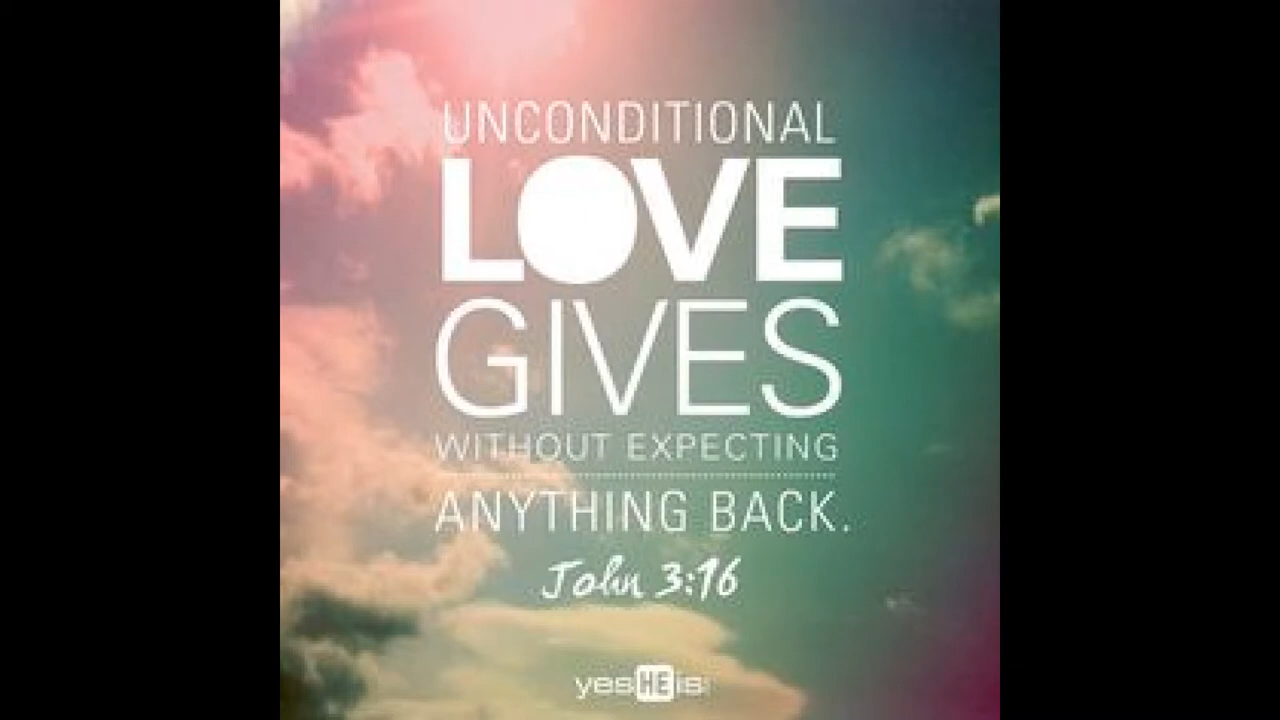 UNCONDITIONAL
LOVE
GIVES
WITHOUT EXPECTING
ANYTHING BACK.
John 3:16
yesHEis